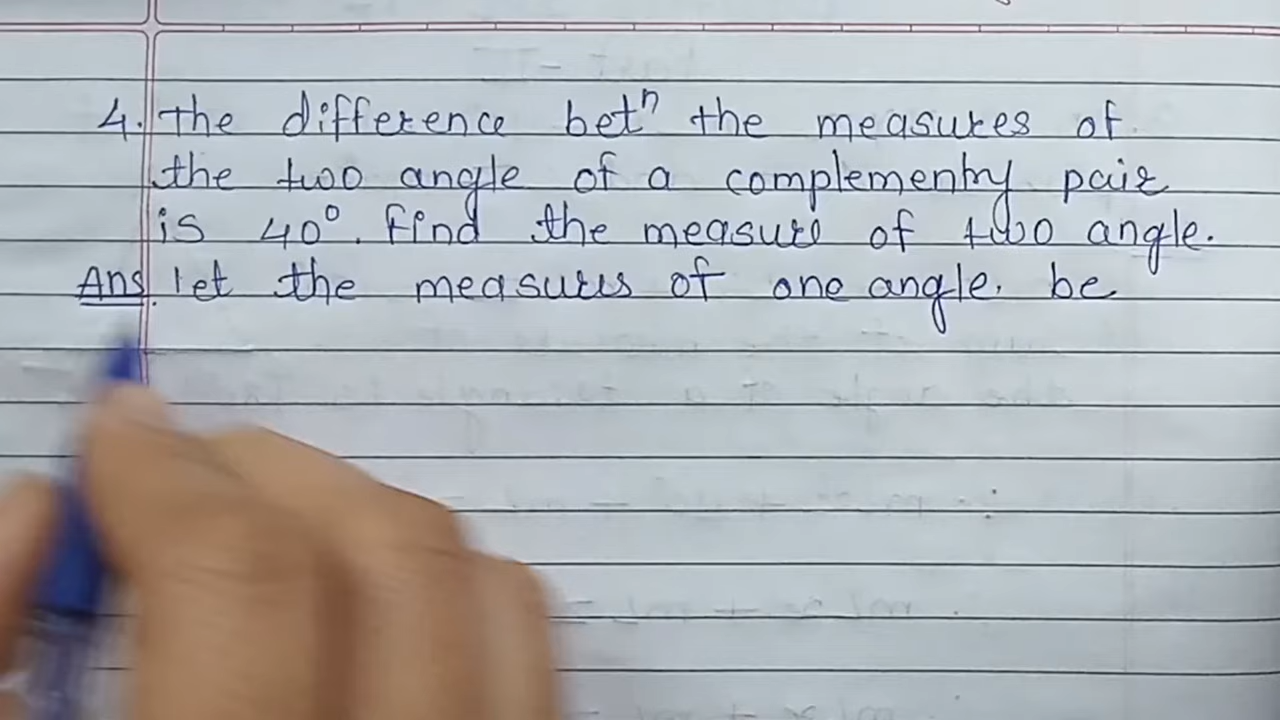 4. the difference betⁿ the measures of
the two angle of a complementry pair
is 40°. Find the measure of two angle.
Ans. let the measures of one angle. be